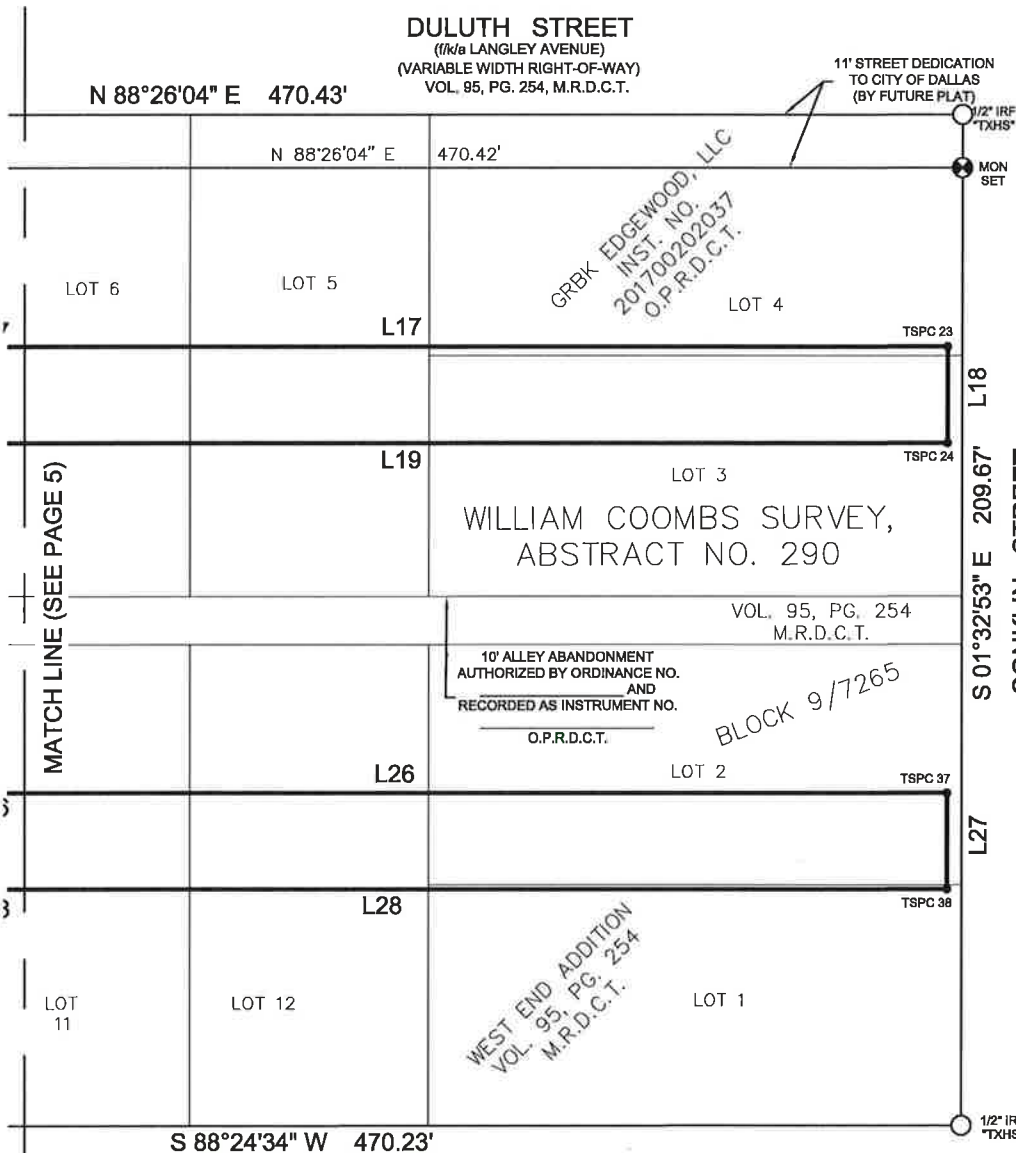 DULUTH STREET
(f/k/a LANGLEY AVENUE)
(VARIABLE WIDTH RIGHT-OF-WAY)
VOL. 95, PG. 254, M.R.D.C.T.
11' STREET DEDICATION
TO CITY OF DALLAS
(BY FUTURE PLAT)
N 88°26'04" E 470.43'
1/2" IRF
"TXHS"
N 88°26'04" E 470.42'
MON
SET
GRBK EDGEWOOD, LLC
INST. NO.
201700202037
O.P.R.D.C.T.
LOT 6
LOT 5
LOT 4
L17
TSPC 23
L18
L19
TSPC 24
LOT 3
WILLIAM COOMBS SURVEY,
ABSTRACT NO. 290
S 01°32'53" E 209.67'
MATCH LINE (SEE PAGE 5)
VOL. 95, PG. 254
M.R.D.C.T.
10' ALLEY ABANDONMENT
AUTHORIZED BY ORDINANCE NO.
AND
RECORDED AS INSTRUMENT NO.
O.P.R.D.C.T.
BLOCK 9/7265
L26
LOT 2
TSPC 37
L27
L28
TSPC 38
WEST END ADDITION
VOL. 95, PG. 254
M.R.D.C.T.
LOT
11
LOT 12
LOT 1
S 88°24'34" W 470.23'
1/2" IR
"TXHS